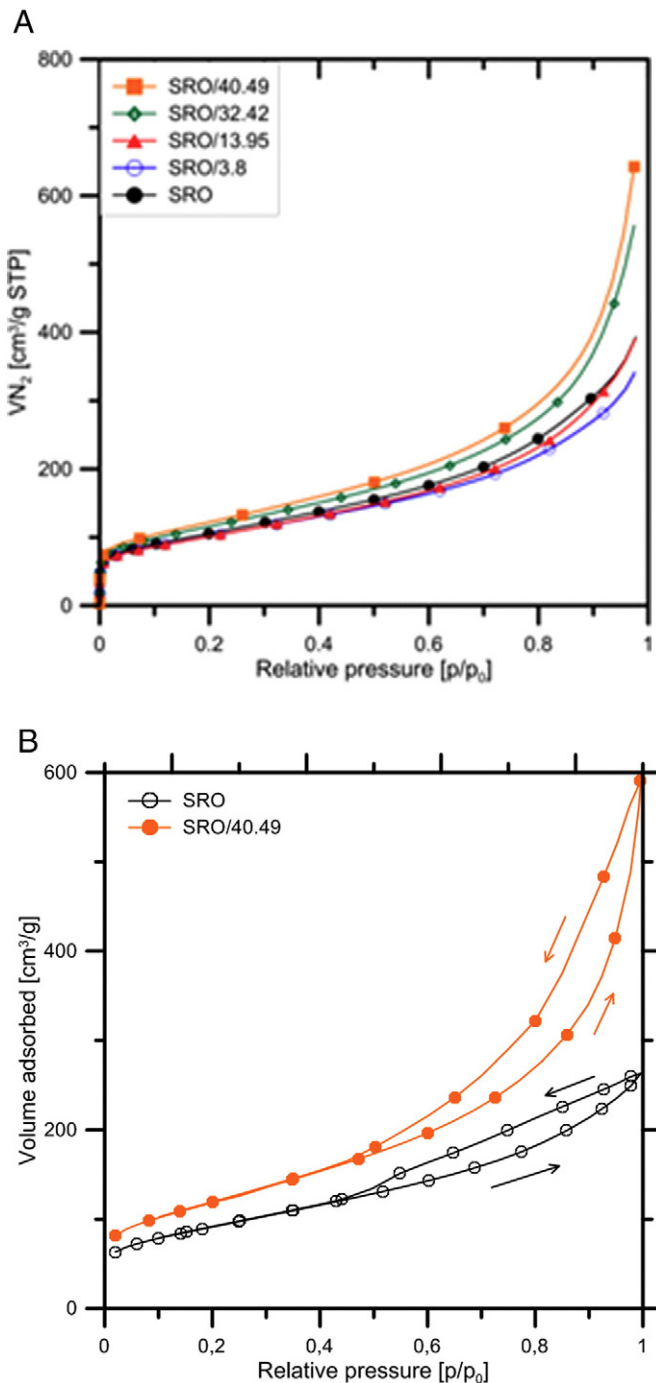 A
800
600
400
200
0
VN₂ [cm³/g STP]
SRO/40.49
SRO/32.42
SRO/13.95
SRO/3.8
SRO
0 0.2 0.4 0.6 0.8 1
Relative pressure [p/p₀]
B
600
400
200
0
Volume adsorbed [cm³/g]
SRO
SRO/40.49
0 0,2 0,4 0,6 0,8 1
Relative pressure [p/p₀]